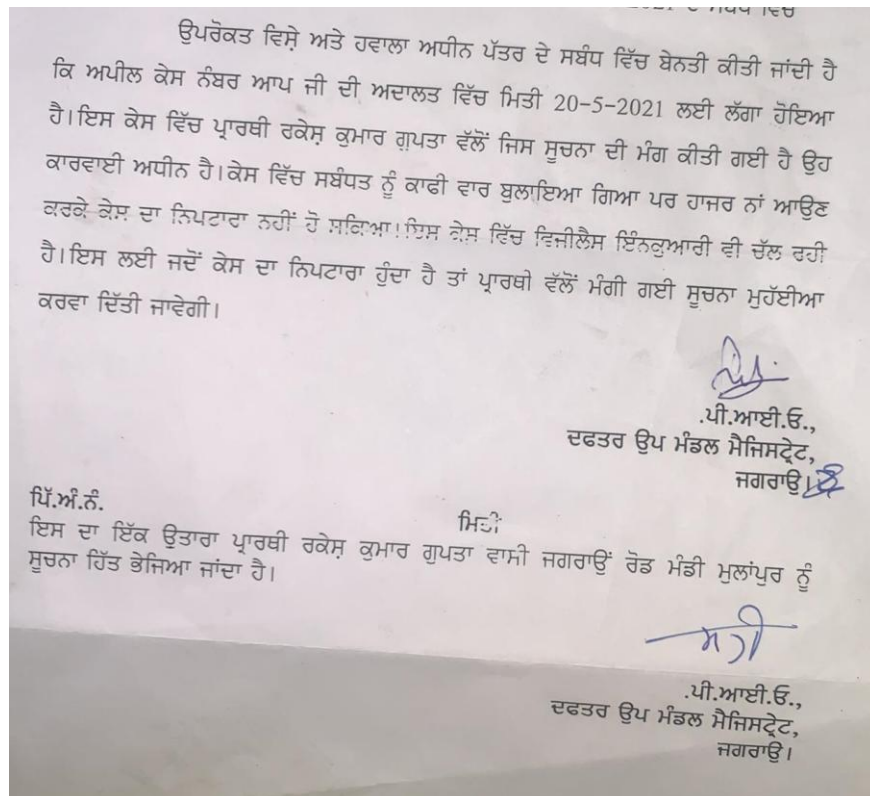 2021 ਦੇ ਸਬੰਧ ਵਿੱਚ
ਉਪਰੋਕਤ ਵਿਸ਼ੇ ਅਤੇ ਹਵਾਲਾ ਅਧੀਨ ਪੱਤਰ ਦੇ ਸਬੰਧ ਵਿੱਚ ਬੇਨਤੀ ਕੀਤੀ ਜਾਂਦੀ ਹੈ
ਕਿ ਅਪੀਲ ਕੇਸ ਨੰਬਰ ਆਪ ਜੀ ਦੀ ਅਦਾਲਤ ਵਿੱਚ ਮਿਤੀ 20-5-2021 ਲਈ ਲੱਗਾ ਹੋਇਆ
ਹੈ।ਇਸ ਕੇਸ ਵਿੱਚ ਪ੍ਰਾਰਥੀ ਰਕੇਸ਼ ਕੁਮਾਰ ਗੁਪਤਾ ਵੱਲੋਂ ਜਿਸ ਸੂਚਨਾ ਦੀ ਮੰਗ ਕੀਤੀ ਗਈ ਹੈ ਉਹ
ਕਾਰਵਾਈ ਅਧੀਨ ਹੈ।ਕੇਸ ਵਿੱਚ ਸਬੰਧਤ ਨੂੰ ਕਾਫੀ ਵਾਰ ਬੁਲਾਇਆ ਗਿਆ ਪਰ ਹਾਜਰ ਨਾਂ ਆਉਣ
ਕਰਕੇ ਕੇਸ ਦਾ ਨਿਪਟਾਰਾ ਨਹੀਂ ਹੋ ਸਕਿਆ।ਇਸ ਕੇਸ ਵਿੱਚ ਵਿਜੀਲੈਸ ਇੰਨਕੁਆਰੀ ਵੀ ਚੱਲ ਰਹੀ
ਹੈ।ਇਸ ਲਈ ਜਦੋਂ ਕੇਸ ਦਾ ਨਿਪਟਾਰਾ ਹੁੰਦਾ ਹੈ ਤਾਂ ਪ੍ਰਾਰਥੀ ਵੱਲੋਂ ਮੰਗੀ ਗਈ ਸੂਚਨਾ ਮੁਹੱਈਆ
ਕਰਵਾ ਦਿੱਤੀ ਜਾਵੇਗੀ।
.ਪੀ.ਆਈ.ਓ.,
ਦਫਤਰ ਉਪ ਮੰਡਲ ਮੈਜਿਸਟ੍ਰੇਟ,
ਜਗਰਾਉ।
ਪਿੱ.ਅੰ.ਨੰ. ਮਿਤੀ
ਇਸ ਦਾ ਇੱਕ ਉਤਾਰਾ ਪ੍ਰਾਰਥੀ ਰਕੇਸ਼ ਕੁਮਾਰ ਗੁਪਤਾ ਵਾਸੀ ਜਗਰਾਉਂ ਰੋਡ ਮੰਡੀ ਮੁਲਾਂਪੁਰ ਨੂੰ
ਸੂਚਨਾ ਹਿੱਤ ਭੇਜਿਆ ਜਾਂਦਾ ਹੈ।
.ਪੀ.ਆਈ.ਓ.,
ਦਫਤਰ ਉਪ ਮੰਡਲ ਮੈਜਿਸਟ੍ਰੇਟ,
ਜਗਰਾਉ।